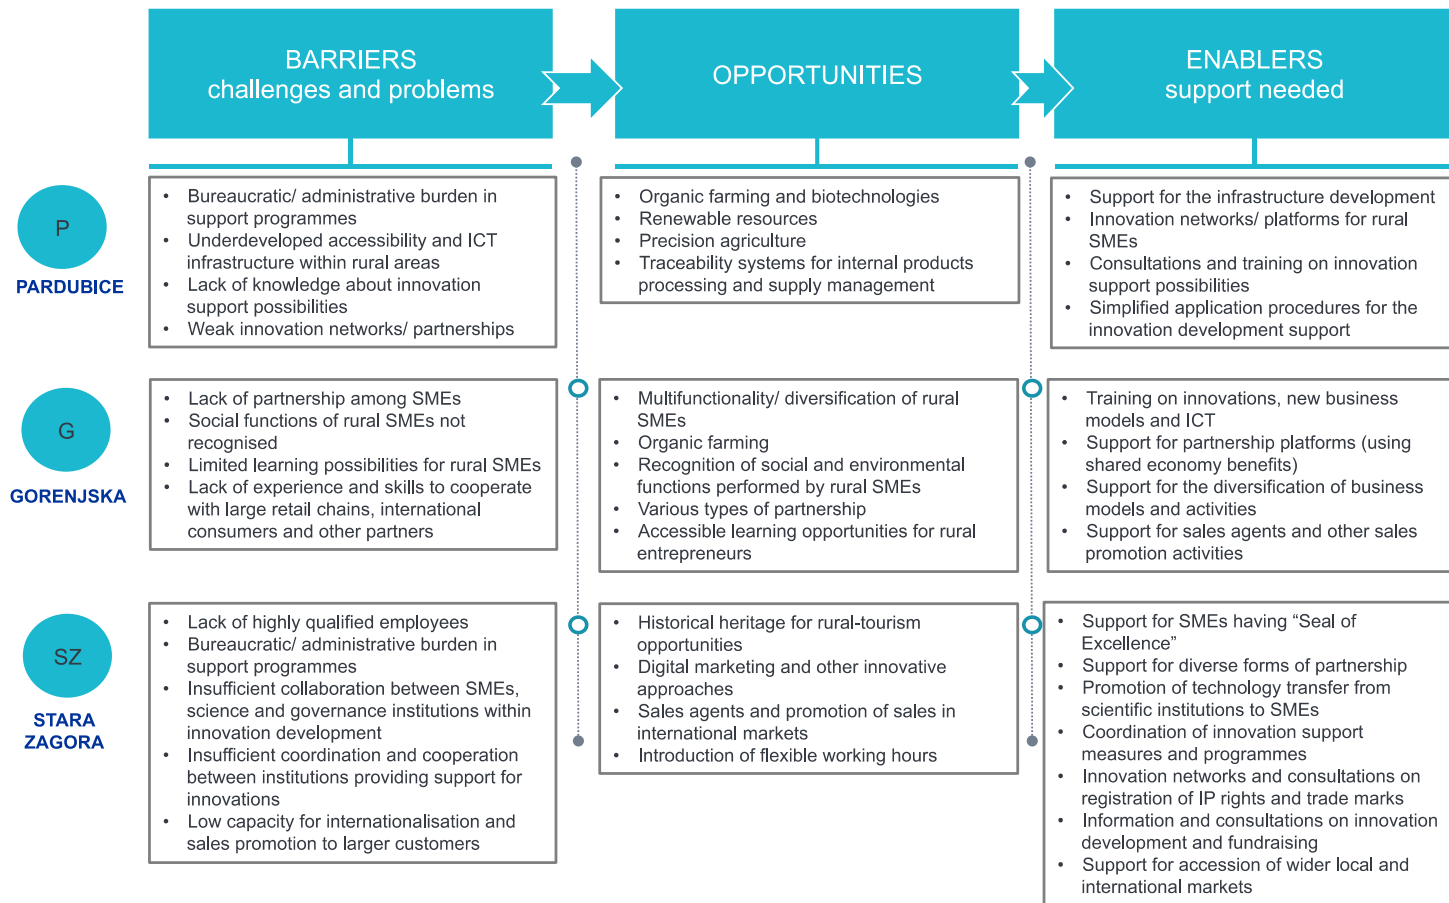 BARRIERS
challenges and problems
OPPORTUNITIES
ENABLERS
support needed
P
PARDUBICE
• Bureaucratic/ administrative burden in
support programmes
• Underdeveloped accessibility and ICT
infrastructure within rural areas
• Lack of knowledge about innovation
support possibilities
• Weak innovation networks/ partnerships
• Organic farming and biotechnologies
• Renewable resources
• Precision agriculture
• Traceability systems for internal products
processing and supply management
• Support for the infrastructure development
• Innovation networks/ platforms for rural
SMEs
• Consultations and training on innovation
support possibilities
• Simplified application procedures for the
innovation development support
G
GORENJSKA
• Lack of partnership among SMEs
• Social functions of rural SMEs not
recognised
• Limited learning possibilities for rural SMEs
• Lack of experience and skills to cooperate
with large retail chains, international
consumers and other partners
• Multifunctionality/ diversification of rural
SMEs
• Organic farming
• Recognition of social and environmental
functions performed by rural SMEs
• Various types of partnership
• Accessible learning opportunities for rural
entrepreneurs
• Training on innovations, new business
models and ICT
• Support for partnership platforms (using
shared economy benefits)
• Support for the diversification of business
models and activities
• Support for sales agents and other sales
promotion activities
SZ
STARA
ZAGORA
• Lack of highly qualified employees
• Bureaucratic/ administrative burden in
support programmes
• Insufficient collaboration between SMEs,
science and governance institutions within
innovation development
• Insufficient coordination and cooperation
between institutions providing support for
innovations
• Low capacity for internationalisation and
sales promotion to larger customers
• Historical heritage for rural-tourism
opportunities
• Digital marketing and other innovative
approaches
• Sales agents and promotion of sales in
international markets
• Introduction of flexible working hours
• Support for SMEs having “Seal of
Excellence”
• Support for diverse forms of partnership
• Promotion of technology transfer from
scientific institutions to SMEs
• Coordination of innovation support
measures and programmes
• Innovation networks and consultations on
registration of IP rights and trade marks
• Information and consultations on innovation
development and fundraising
• Support for accession of wider local and
international markets